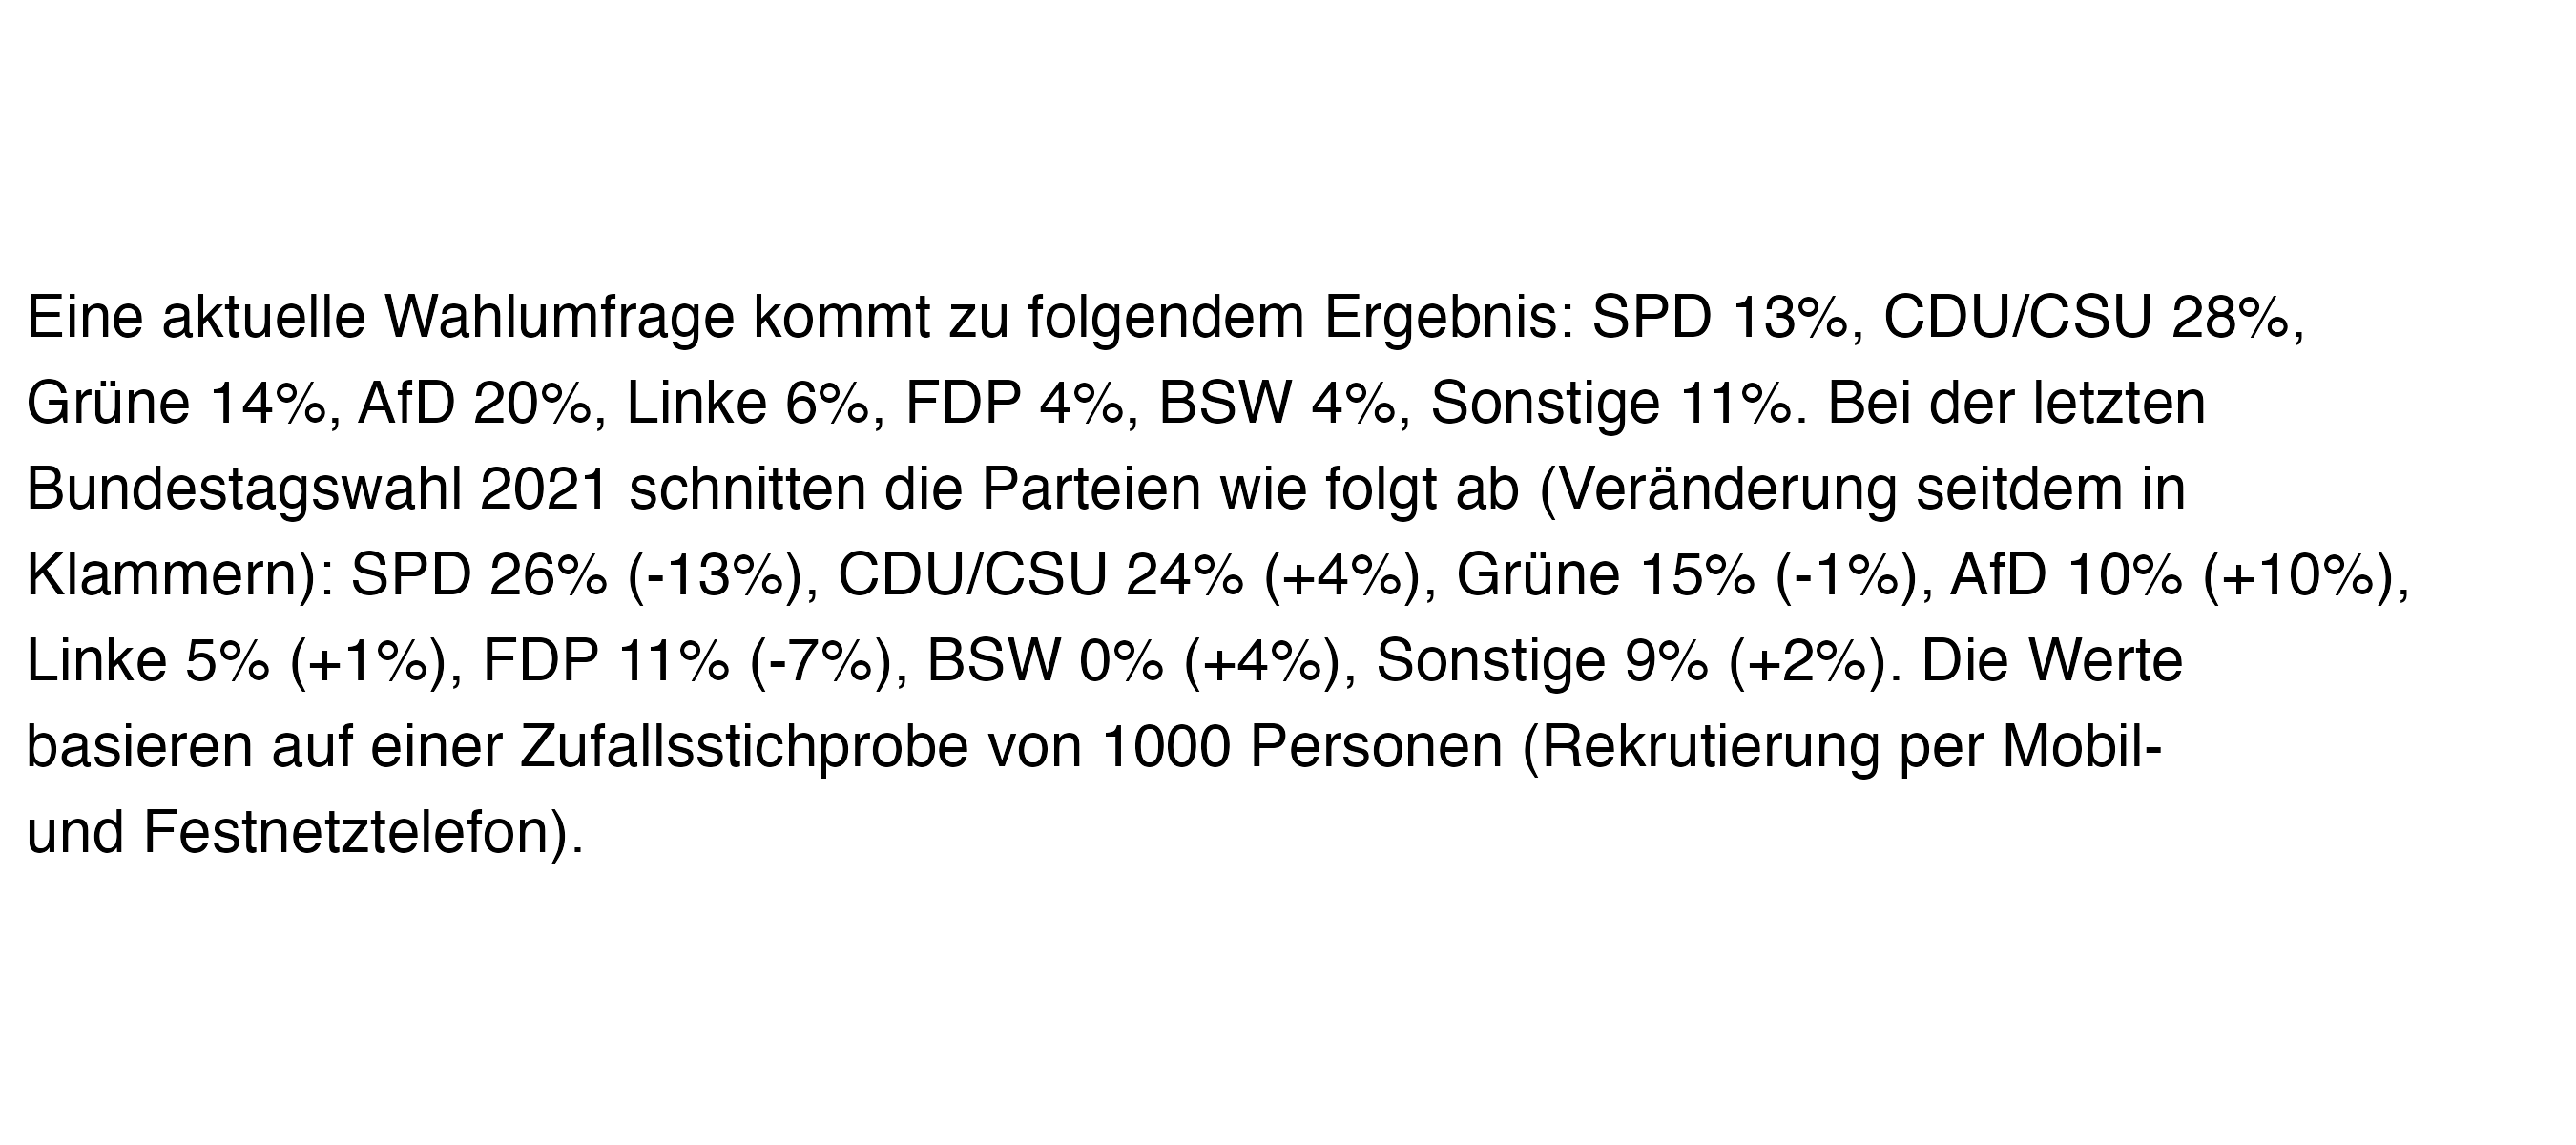 Eine aktuelle Wahlumfrage kommt zu folgendem Ergebnis: SPD 13%, CDU/CSU 28%,
Grüne 14%, AfD 20%, Linke 6%, FDP 4%, BSW 4%, Sonstige 11%. Bei der letzten
Bundestagswahl 2021 schnitten die Parteien wie folgt ab (Veränderung seitdem in
Klammern): SPD 26% (-13%), CDU/CSU 24% (+4%), Grüne 15% (-1%), AfD 10% (+10%),
Linke 5% (+1%), FDP 11% (-7%), BSW 0% (+4%), Sonstige 9% (+2%). Die Werte
basieren auf einer Zufallsstichprobe von 1000 Personen (Rekrutierung per Mobil-
und Festnetztelefon).